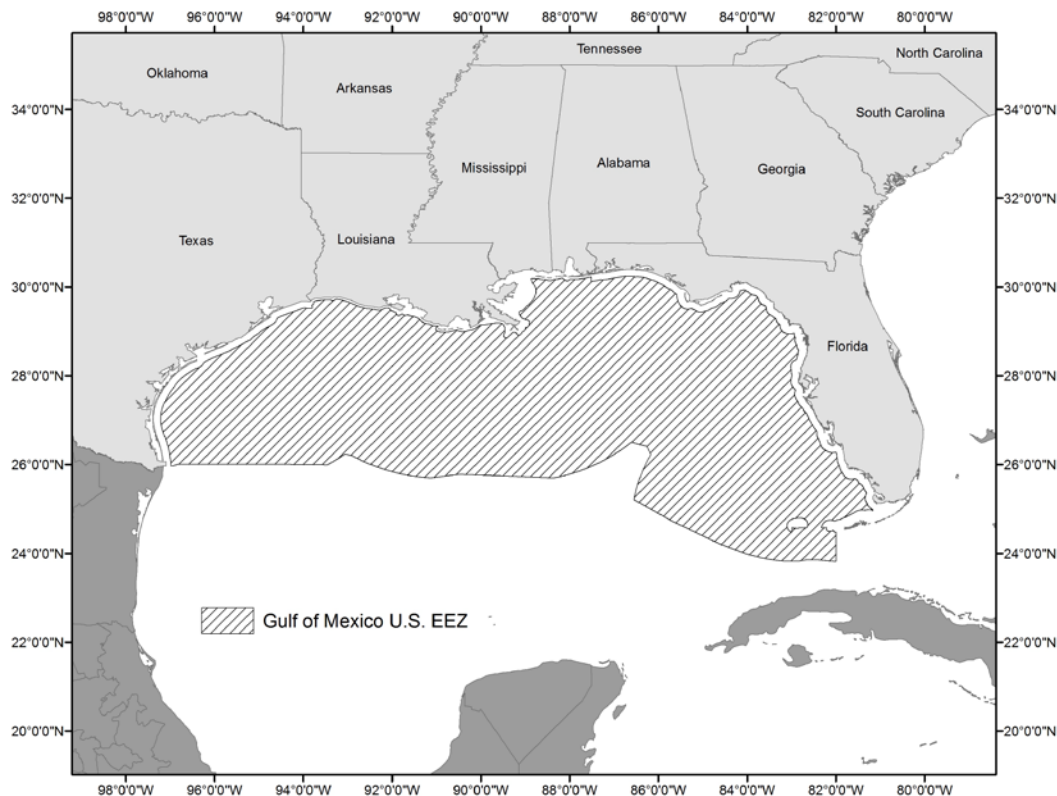 98°0'0"W 96°0'0"W 94°0'0"W 92°0'0"W 90°0'0"W 88°0'0"W 86°0'0"W 84°0'0"W 82°0'0"W 80°0'0"W
Tennessee
North Carolina
Oklahoma
Arkansas
34°0'0"N
South Carolina
34°0'0"N
Mississippi
Alabama
Georgia
32°0'0"N
32°0'0"N
Texas
Louisiana
30°0'0"N
30°0'0"N
Florida
28°0'0"N
28°0'0"N
26°0'0"N
26°0'0"N
24°0'0"N
24°0'0"N
Gulf of Mexico U.S. EEZ
22°0'0"N
22°0'0"N
20°0'0"N
20°0'0"N
98°0'0"W 96°0'0"W 94°0'0"W 92°0'0"W 90°0'0"W 88°0'0"W 86°0'0"W 84°0'0"W 82°0'0"W 80°0'0"W